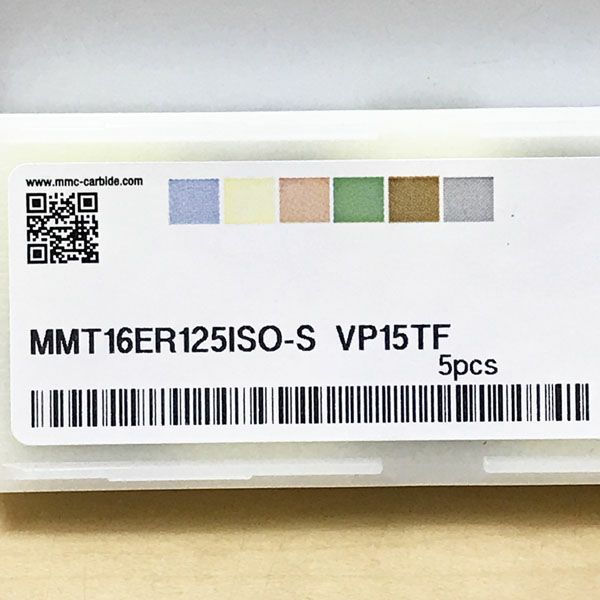 www.mmc-carbide.com
MMT16ER125ISO-S VP15TF
5pcs